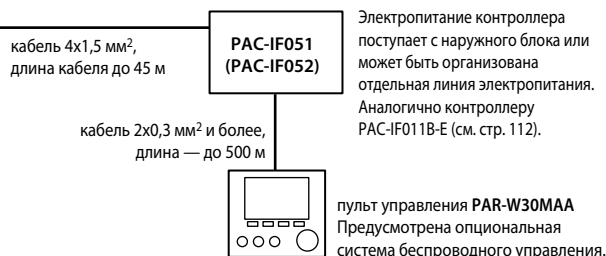 кабель 4х1,5 мм²,
длина кабеля до 45 м
PAC-IF051
(PAC-IF052)
Электропитание контроллера
поступает с наружного блока или
может быть организована
отдельная линия электропитания.
Аналогично контроллеру
PAC-IF011B-E (см. стр. 112).
кабель 2х0,3 мм² и более,
длина — до 500 м
пульт управления PAR-W30MAA
Предусмотрена опциональная
система беспроводного управления.